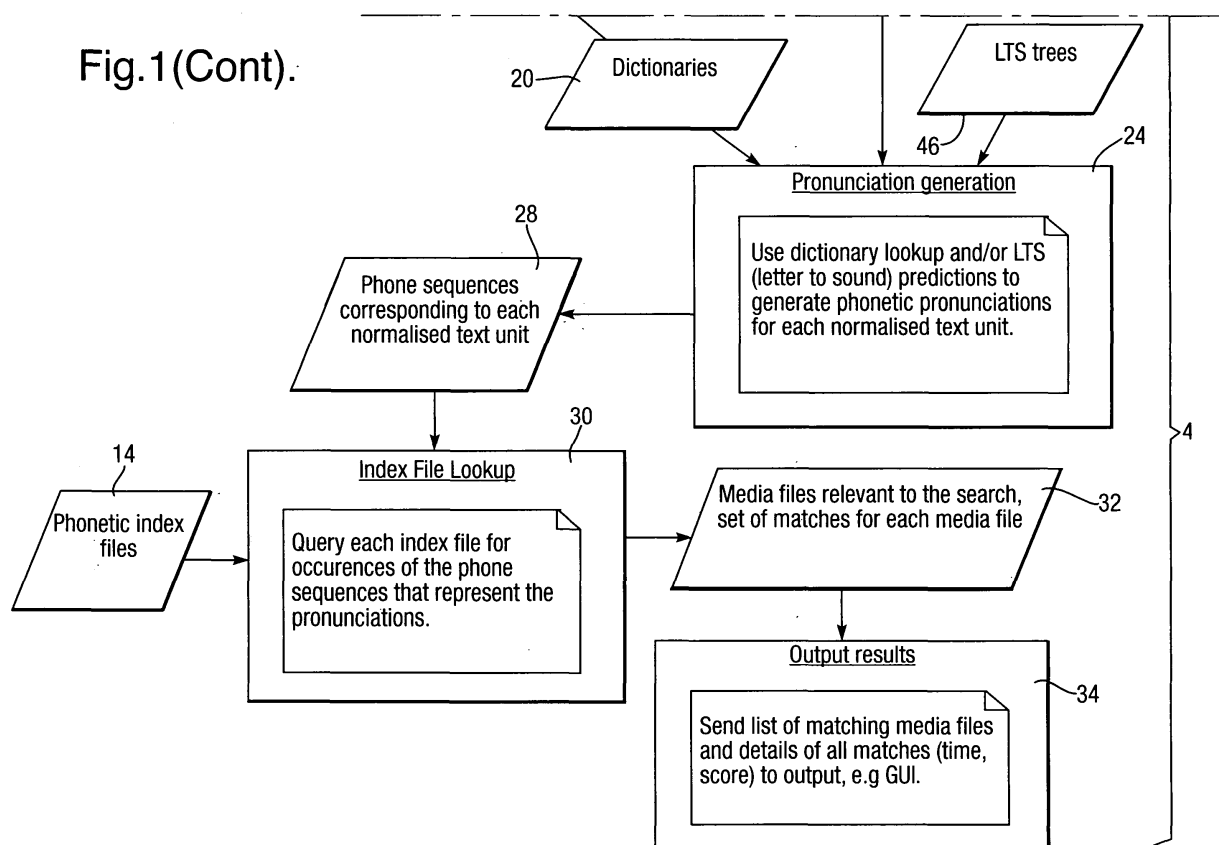 Fig.1(Cont).
Dictionaries
20
LTS trees
46
24
Pronunciation generation
Use dictionary lookup and/or LTS
(letter to sound) predictions to
generate phonetic pronunciations
for each normalised text unit.
28
Phone sequences
corresponding to each
normalised text unit
4
30
Index File Lookup
14
Phonetic index
files
Query each index file for
occurences of the phone
sequences that represent the
pronunciations.
Media files relevant to the search,
set of matches for each media file
32
Output results
34
Send list of matching media files
and details of all matches (time,
score) to output, e.g GUI.